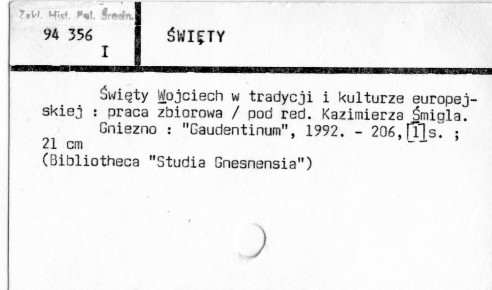 Zakł. Hist. Pol. Średn.
94 356
I
ŚWIĘTY
Święty Wojciech w tradycji i kulturze europej-
skiej : praca zbiorowa / pod red. Kazimierza Śmigla.
Gniezno : "Gaudentinum", 1992. - 206,[1]s. ;
21 cm
(Bibliotheca "Studia Gnesnensia")